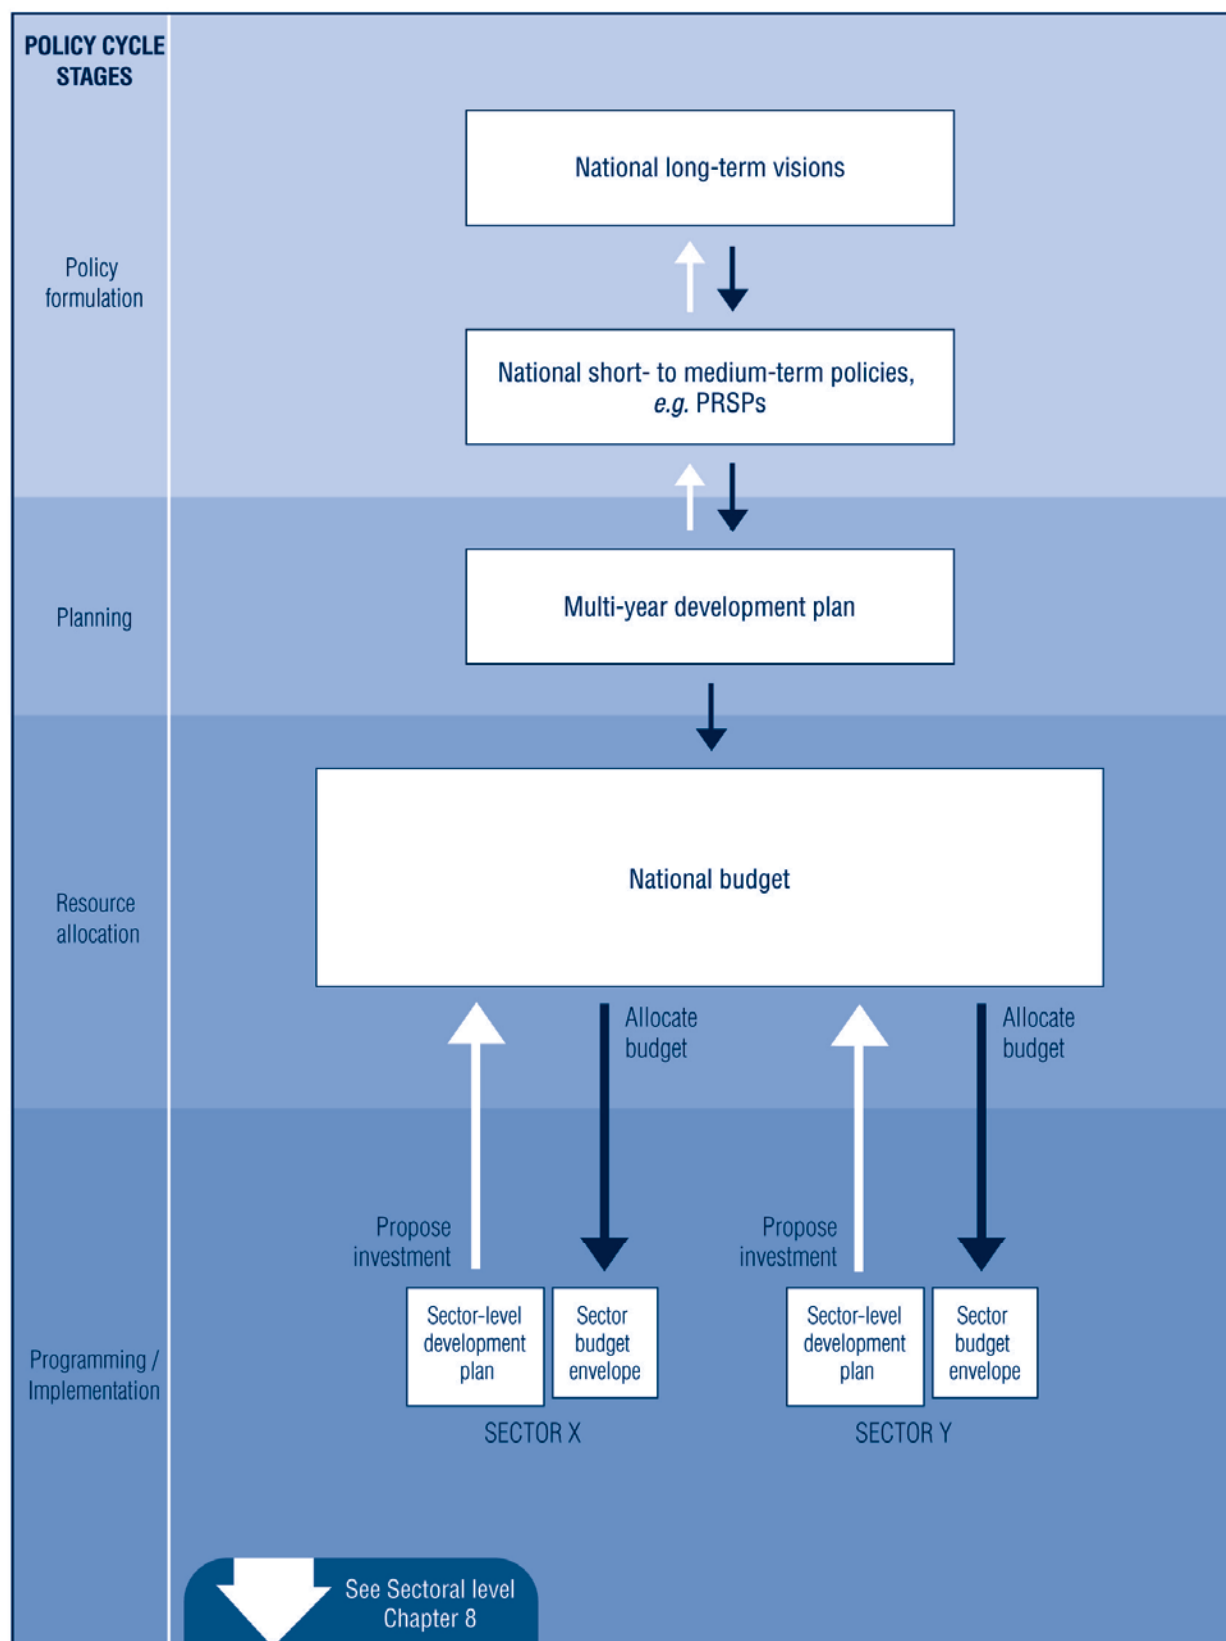 POLICY CYCLE
STAGES
National long-term visions
Policy
formulation
National short- to medium-term policies,
e.g. PRSPs
Planning
Multi-year development plan
National budget
Resource
allocation
Allocate
budget
Allocate
budget
Propose
investment
Propose
investment
Sector-level
development
plan
Sector
budget
envelope
Sector-level
development
plan
Sector
budget
envelope
Programming /
Implementation
SECTOR X
SECTOR Y
See Sectoral level
Chapter 8